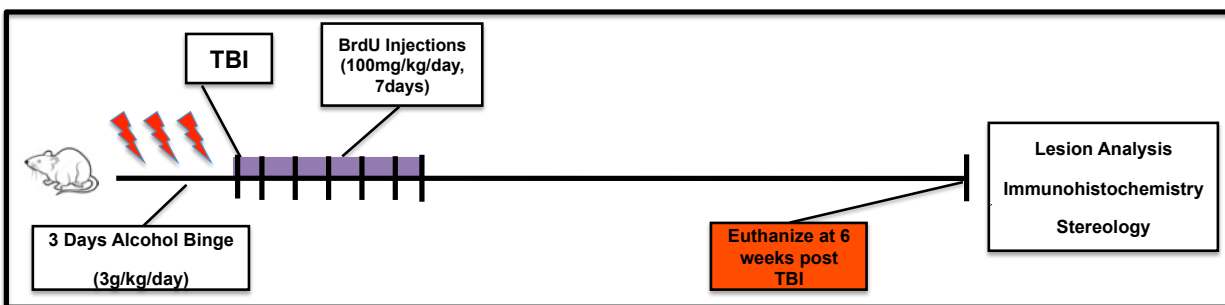 TBI
BrdU Injections
(100mg/kg/day,
7days)
3 Days Alcohol Binge
(3g/kg/day)
Euthanize at 6
weeks post
TBI
Lesion Analysis
Immunohistochemistry
Stereology